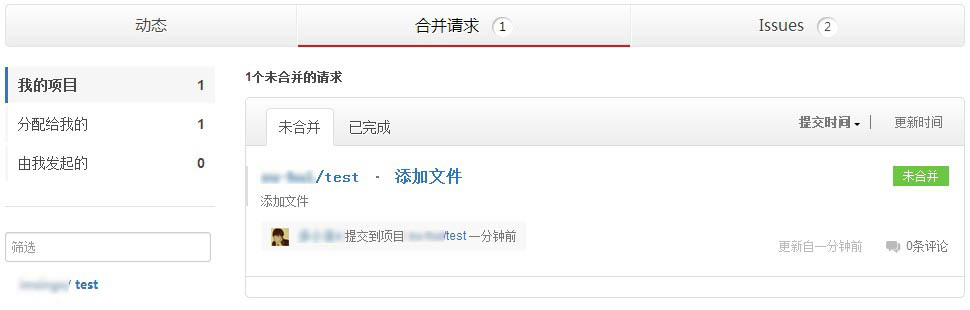 动态 合并请求 1 Issues 2
我的项目 1
分配给我的 1
由我发起的 0
筛选
/ test
1个未合并的请求
未合并 已完成 提交时间 | 更新时间
/test - 添加文件 未合并
添加文件
提交到项目 /test 一分钟前
更新自一分钟前 0条评论